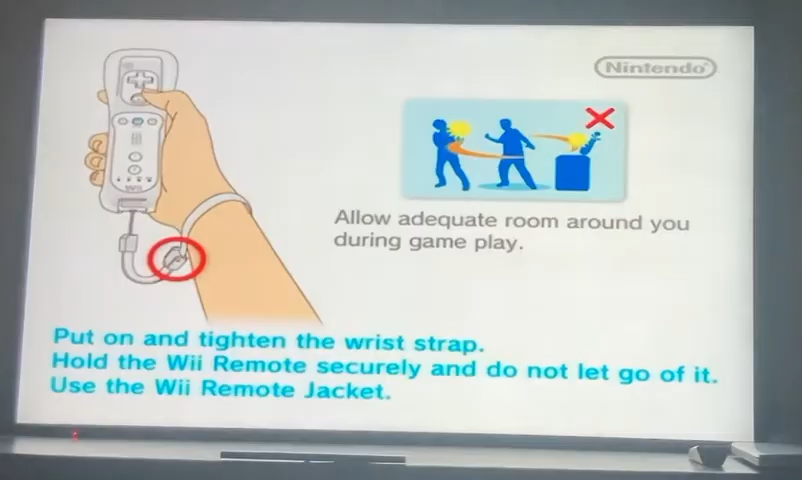 Nintendo
Allow adequate room around you
during game play.
Wii
Put on and tighten the wrist strap.
Hold the Wii Remote securely and do not let go of it.
Use the Wii Remote Jacket.